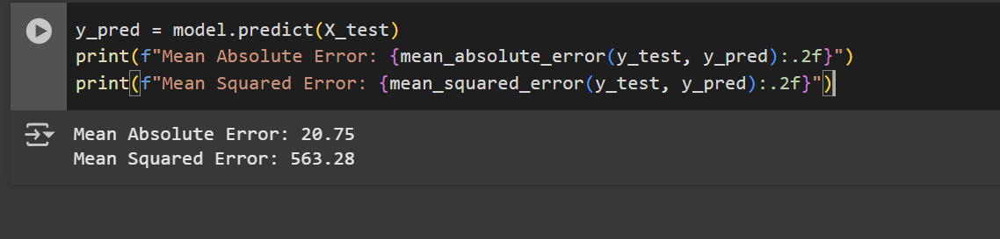 y_pred = model.predict(X_test)
print(f"Mean Absolute Error: {mean_absolute_error(y_test, y_pred):.2f}")
print(f"Mean Squared Error: {mean_squared_error(y_test, y_pred):.2f}")
Mean Absolute Error: 20.75
Mean Squared Error: 563.28